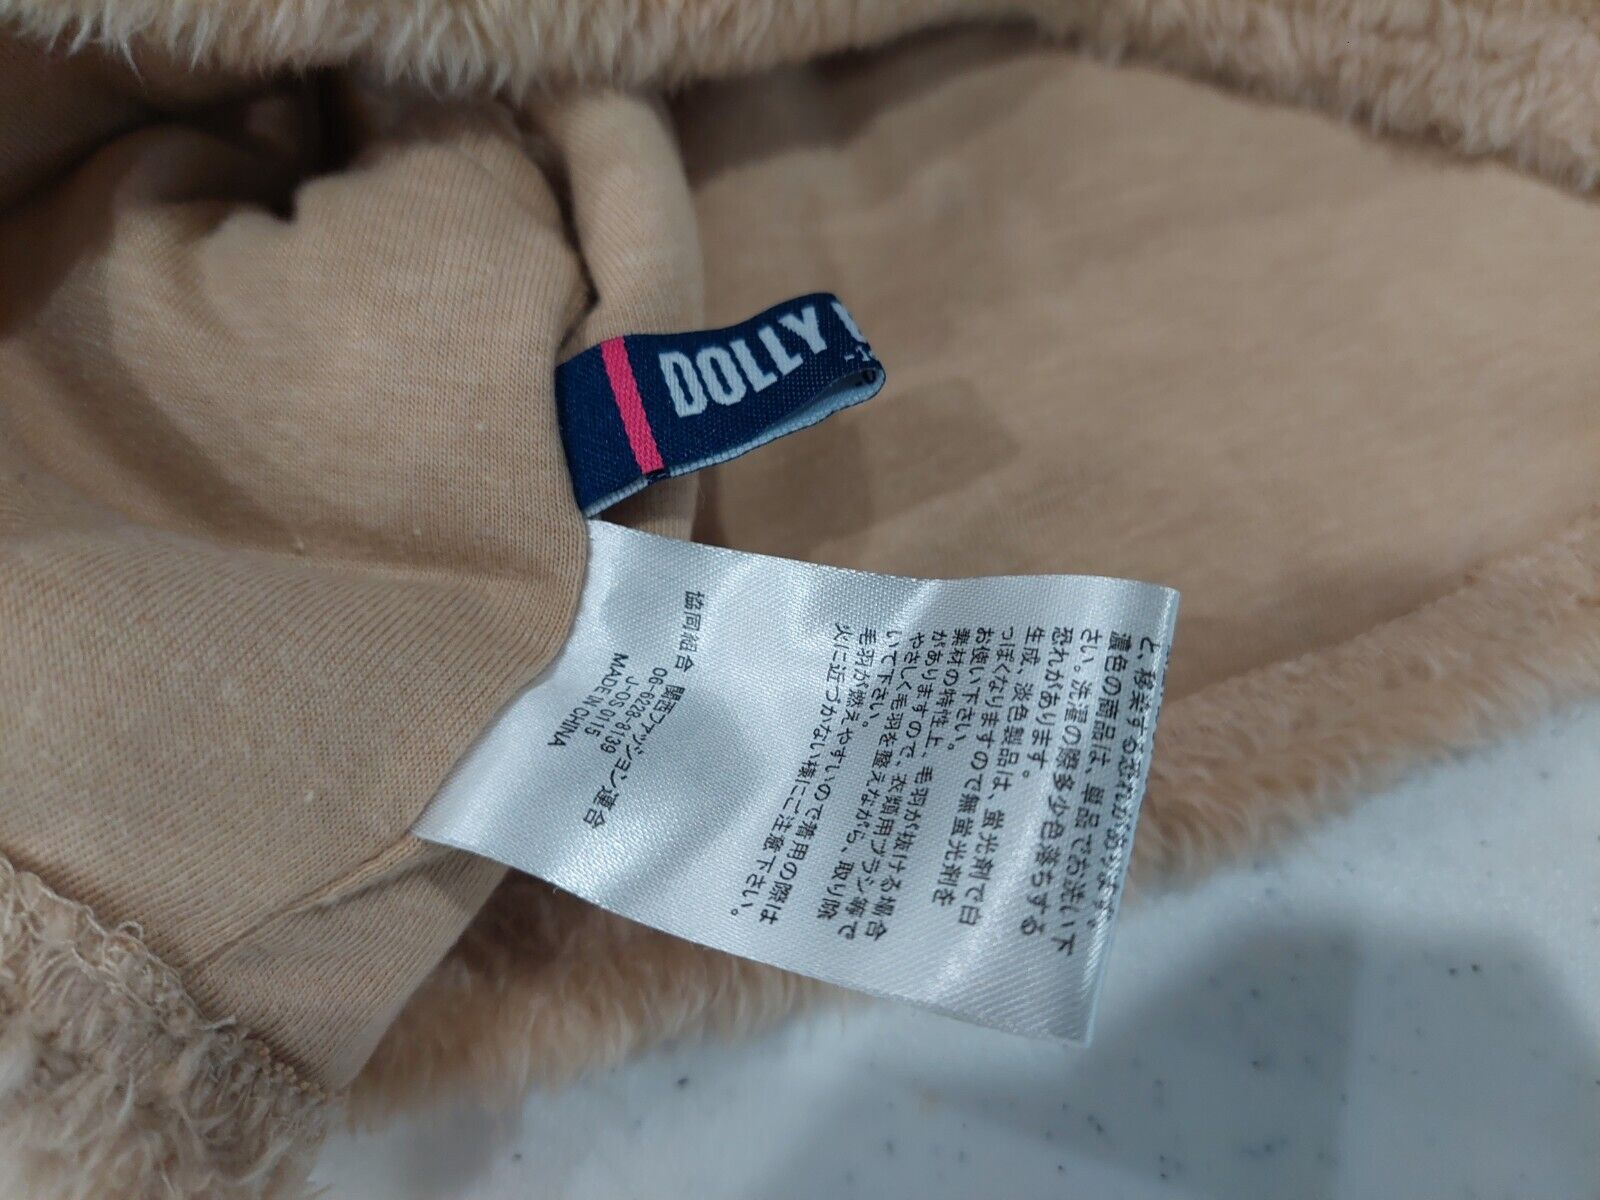 DOLLY
と、移染する恐れがあります。
濃色の商品は、単品でお洗い下
さい。洗濯の際多少色落ちする
恐れがあります。
生成、淡色製品は、蛍光剤で白
っぽくなりますので無蛍光剤を
お使い下さい。
素材の特性上、毛羽が抜ける場合
がありますので、衣類用ブラシ等で
やさしく毛羽を整えながら、取り除
いて下さい。
毛羽が燃えやすいので着用の際は
火に近づかない様にご注意下さい。
協同組合 関西ファッション連合
06-6228-8139
J-OS 0115
MADE IN CHINA